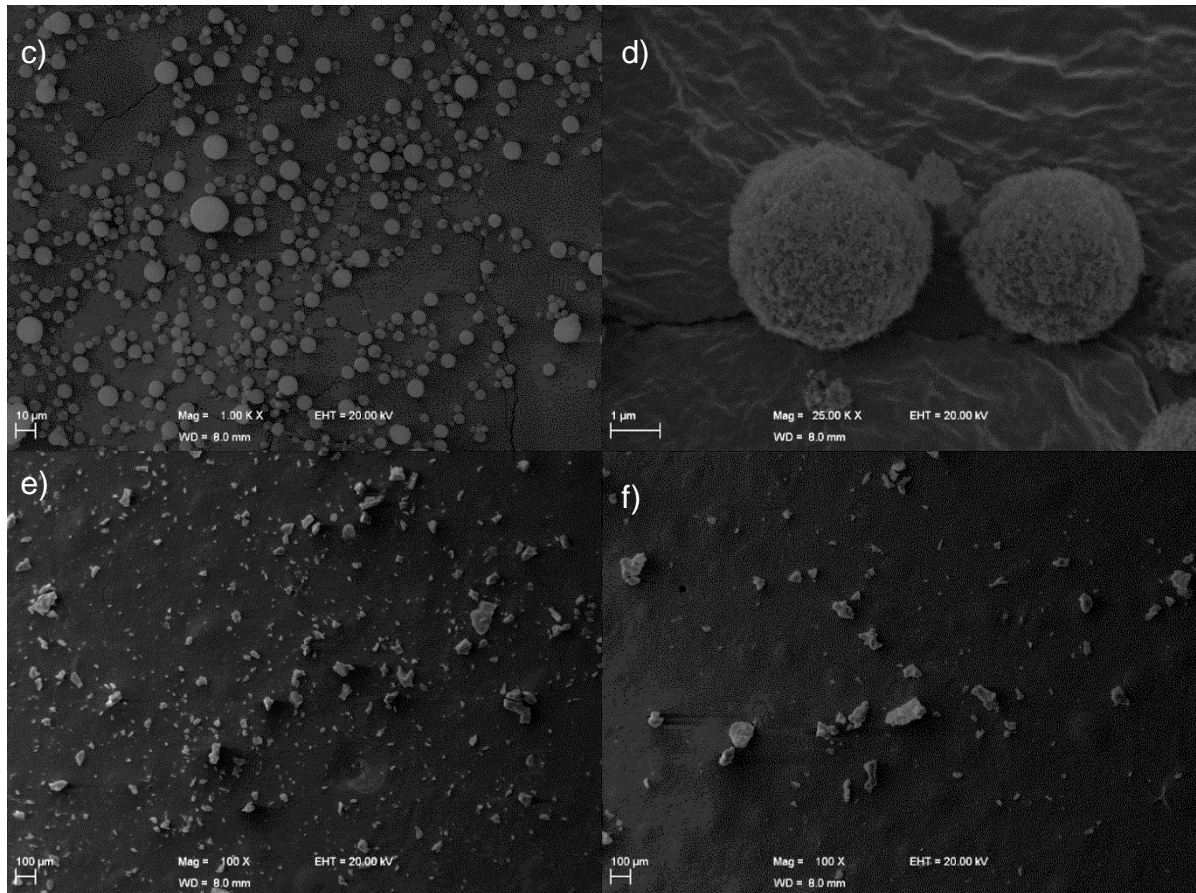 c)
10 µm
Mag = 1.00 K X
EHT = 20.00 kV
WD = 8.0 mm
d)
1 µm
Mag = 25.00 K X
EHT = 20.00 kV
WD = 8.0 mm
e)
100 µm
Mag = 100 X
EHT = 20.00 kV
WD = 8.0 mm
f)
100 µm
Mag = 100 X
EHT = 20.00 kV
WD = 8.0 mm